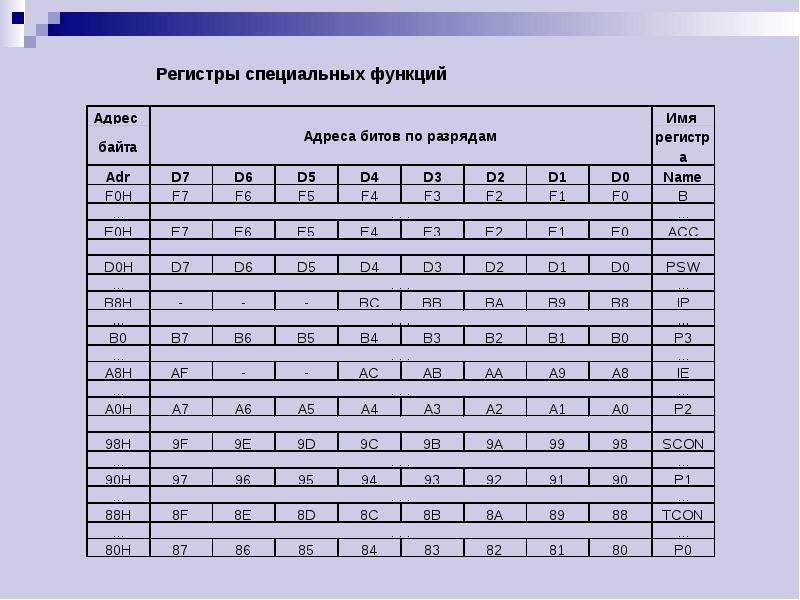 Регистры специальных функций
Адрес байта Адреса битов по разрядам Имя регистра
Adr D7 D6 D5 D4 D3 D2 D1 D0 Name
F0H F7 F6 F5 F4 F3 F2 F1 F0 B
... . . . ...
E0H E7 E6 E5 E4 E3 E2 E1 E0 ACC
D0H D7 D6 D5 D4 D3 D2 D1 D0 PSW
... . . . ...
B8H - - - BC BB BA B9 B8 IP
... . . . ...
B0 B7 B6 B5 B4 B3 B2 B1 B0 P3
... . . . ...
A8H AF - - AC AB AA A9 A8 IE
... . . . ...
A0H A7 A6 A5 A4 A3 A2 A1 A0 P2
98H 9F 9E 9D 9C 9B 9A 99 98 SCON
... . . . ...
90H 97 96 95 94 93 92 91 90 P1
... . . . ...
88H 8F 8E 8D 8C 8B 8A 89 88 TCON
... . . . ...
80H 87 86 85 84 83 82 81 80 P0